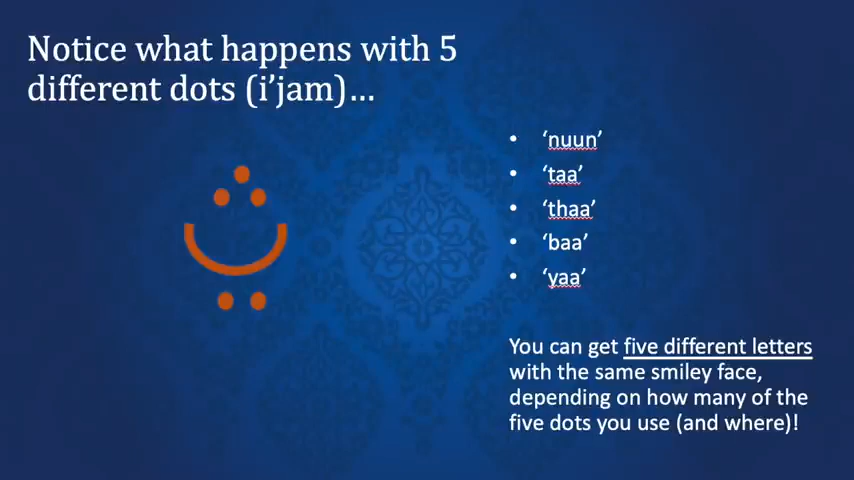 Notice what happens with 5
different dots (i’jam)…
• ‘nuun’
• ‘taa’
• ‘thaa’
• ‘baa’
• ‘yaa’
You can get five different letters
with the same smiley face,
depending on how many of the
five dots you use (and where)!